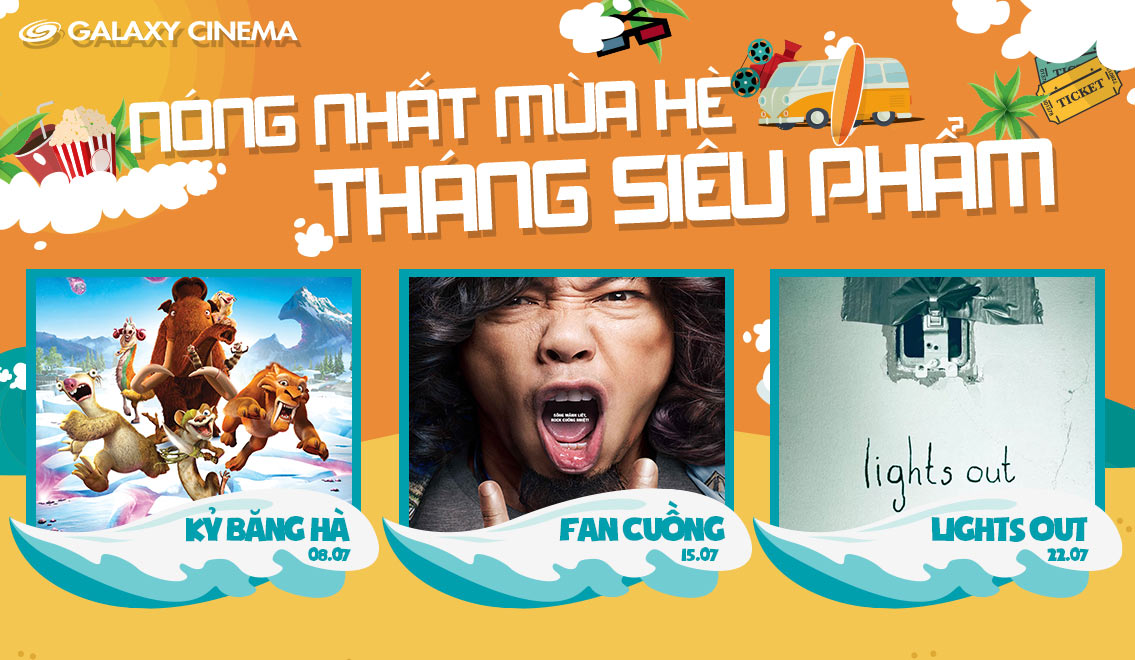 GALAXY CINEMA
NÓNG NHẤT MÙA HÈ
TICKET
THÁNG SIÊU PHẨM
SỐNG MÃNH LIỆT,
ROCK CUỒNG NHIỆT!
lights out
KỶ BĂNG HÀ
08.07
FAN CUỒNG
15.07
LIGHTS OUT
22.07